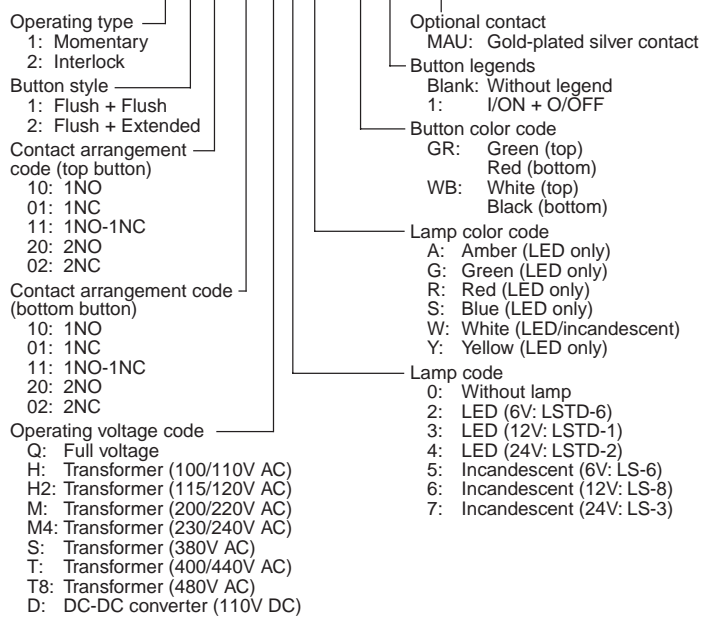 Operating type
1: Momentary
2: Interlock
Button style
1: Flush + Flush
2: Flush + Extended
Contact arrangement
code (top button)
10: 1NO
01: 1NC
11: 1NO-1NC
20: 2NO
02: 2NC
Contact arrangement code
(bottom button)
10: 1NO
01: 1NC
11: 1NO-1NC
20: 2NO
02: 2NC
Operating voltage code
Q: Full voltage
H: Transformer (100/110V AC)
H2: Transformer (115/120V AC)
M: Transformer (200/220V AC)
M4: Transformer (230/240V AC)
S: Transformer (380V AC)
T: Transformer (400/440V AC)
T8: Transformer (480V AC)
D: DC-DC converter (110V DC)
Optional contact
MAU: Gold-plated silver contact
Button legends
Blank: Without legend
1: I/ON + O/OFF
Button color code
GR: Green (top)
Red (bottom)
WB: White (top)
Black (bottom)
Lamp color code
A: Amber (LED only)
G: Green (LED only)
R: Red (LED only)
S: Blue (LED only)
W: White (LED/incandescent)
Y: Yellow (LED only)
Lamp code
0: Without lamp
2: LED (6V: LSTD-6)
3: LED (12V: LSTD-1)
4: LED (24V: LSTD-2)
5: Incandescent (6V: LS-6)
6: Incandescent (12V: LS-8)
7: Incandescent (24V: LS-3)